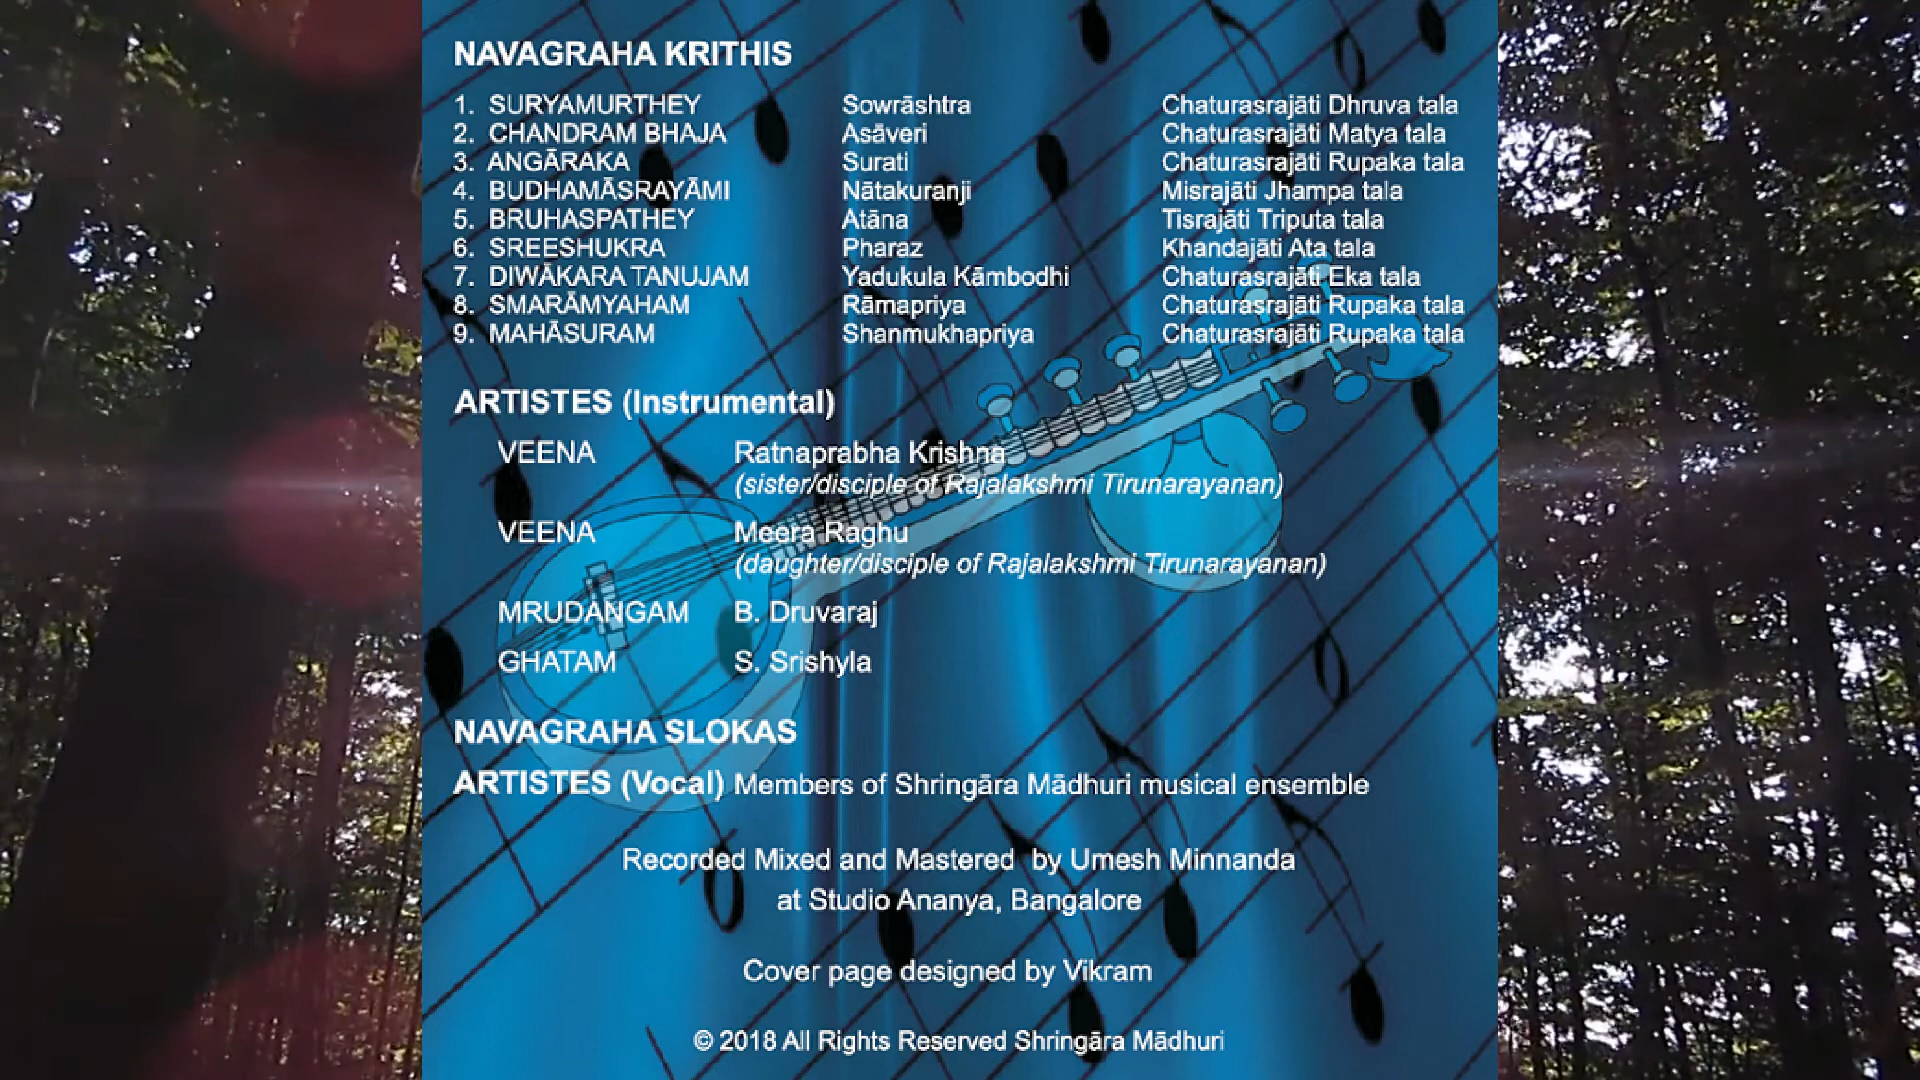 NAVAGRAHA KRITHIS
1. SURYAMURTHEY Sowrāshtra Chaturasrajāti Dhruva tala
2. CHANDRAM BHAJA Asāveri Chaturasrajāti Matya tala
3. ANGĀRAKA Surati Chaturasrajāti Rupaka tala
4. BUDHAMĀSRAYĀMI Nātakuranji Misrajāti Jhampa tala
5. BRUHASPATHEY Atāna Tisrajāti Triputa tala
6. SREESHUKRA Pharaz Khandajāti Ata tala
7. DIWĀKARA TANUJAM Yadukula Kāmbodhi Chaturasrajāti Eka tala
8. SMARĀMYAHAM Rāmapriya Chaturasrajāti Rupaka tala
9. MAHĀSURAM Shanmukhapriya Chaturasrajāti Rupaka tala
ARTISTES (Instrumental)
VEENA Ratnaprabha Krishna
(sister/disciple of Rajalakshmi Tirunarayanan)
VEENA Meera Raghu
(daughter/disciple of Rajalakshmi Tirunarayanan)
MRUDANGAM B. Druvaraj
GHATAM S. Srishyla
NAVAGRAHA SLOKAS
ARTISTES (Vocal) Members of Shringāra Mādhuri musical ensemble
Recorded Mixed and Mastered by Umesh Minnanda
at Studio Ananya, Bangalore
Cover page designed by Vikram
© 2018 All Rights Reserved Shringāra Mādhuri